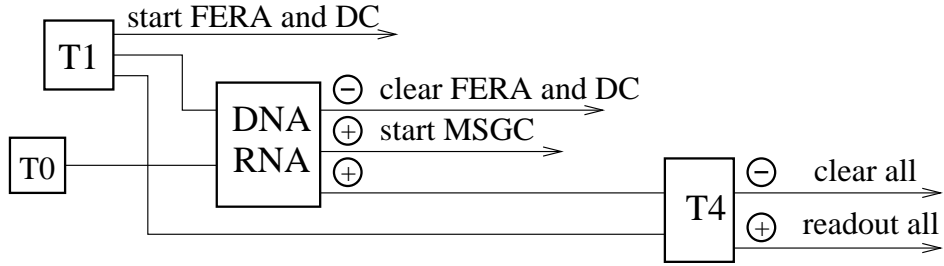 start FERA and DC
T1
⊖ clear FERA and DC
DNA
⊕ start MSGC
T0
RNA
⊕
⊖ clear all
T4
⊕ readout all